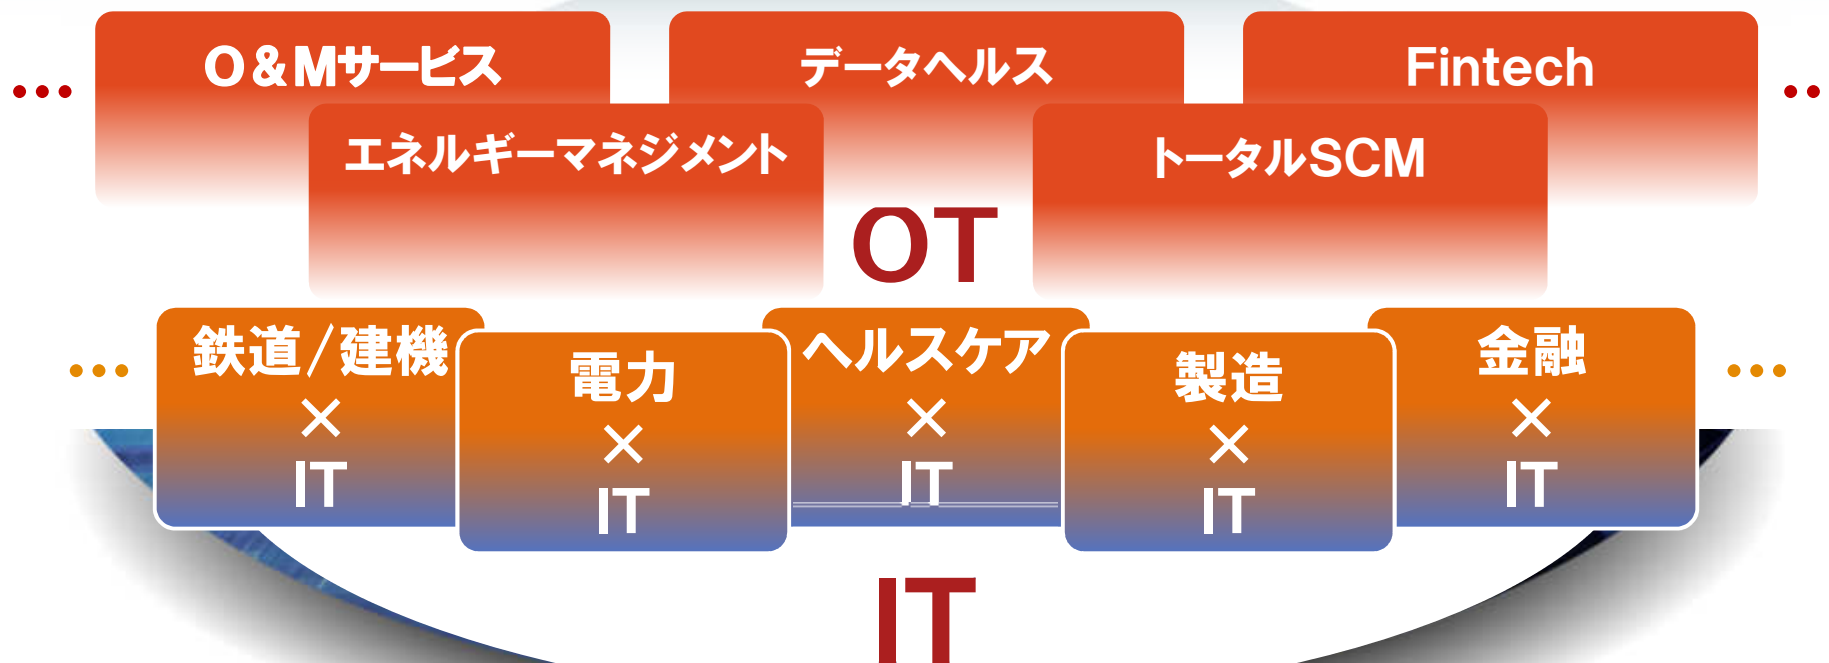 O&Mサービス
データヘルス
Fintech
エネルギーマネジメント
トータルSCM
OT
鉄道/建機
×
IT
電力
×
IT
ヘルスケア
×
IT
製造
×
IT
金融
×
IT
IT